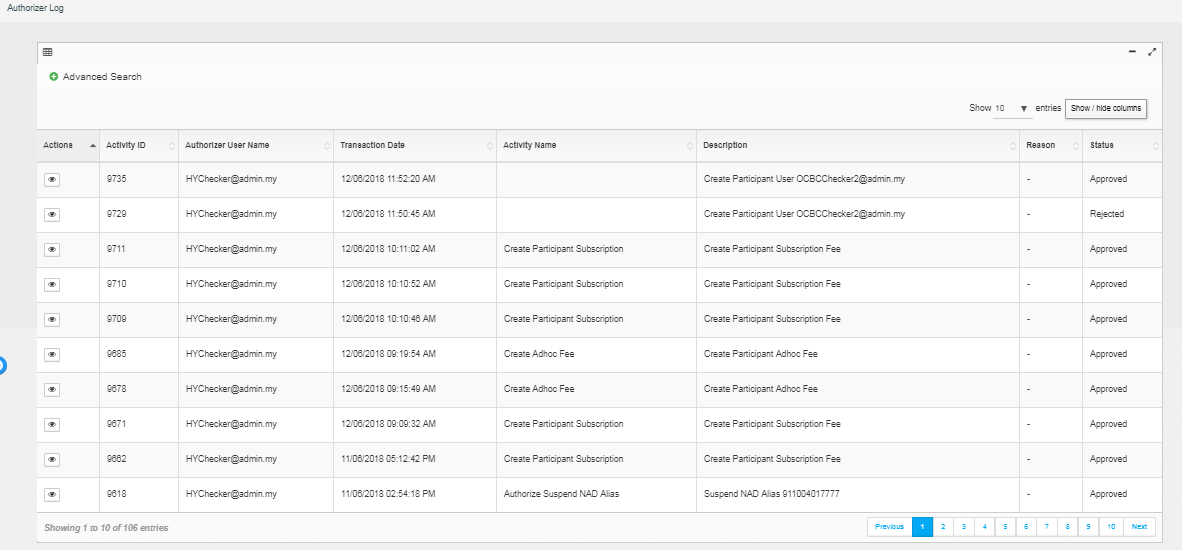 Authorizer Log
Advanced Search
Show 10 entries Show / hide columns
Actions Activity ID Authorizer User Name Transaction Date Activity Name Description Reason Status
9735 HYChecker@admin.my 12/06/2018 11:52:20 AM Create Participant User OCBCChecker2@admin.my - Approved
9729 HYChecker@admin.my 12/06/2018 11:50:45 AM Create Participant User OCBCChecker2@admin.my - Rejected
9711 HYChecker@admin.my 12/06/2018 10:11:02 AM Create Participant Subscription Create Participant Subscription Fee - Approved
9710 HYChecker@admin.my 12/06/2018 10:10:52 AM Create Participant Subscription Create Participant Subscription Fee - Approved
9709 HYChecker@admin.my 12/06/2018 10:10:46 AM Create Participant Subscription Create Participant Subscription Fee - Approved
9685 HYChecker@admin.my 12/06/2018 09:19:54 AM Create Adhoc Fee Create Participant Adhoc Fee - Approved
9678 HYChecker@admin.my 12/06/2018 09:15:49 AM Create Adhoc Fee Create Participant Adhoc Fee - Approved
9671 HYChecker@admin.my 12/06/2018 09:09:32 AM Create Participant Subscription Create Participant Subscription Fee - Approved
9662 HYChecker@admin.my 11/06/2018 05:12:42 PM Create Participant Subscription Create Participant Subscription Fee - Approved
9618 HYChecker@admin.my 11/06/2018 02:54:18 PM Authorize Suspend NAD Alias Suspend NAD Alias 911004017777 - Approved
Showing 1 to 10 of 106 entries Previous 1 2 3 4 5 6 7 8 9 10 Next